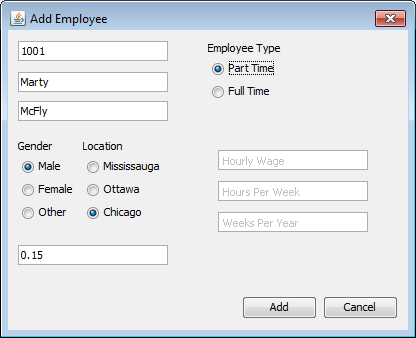 Add Employee
1001
Marty
McFly
Employee Type
Part Time
Full Time
Gender
Male
Female
Other
Location
Mississauga
Ottawa
Chicago
0.15
Hourly Wage
Hours Per Week
Weeks Per Year
Add
Cancel